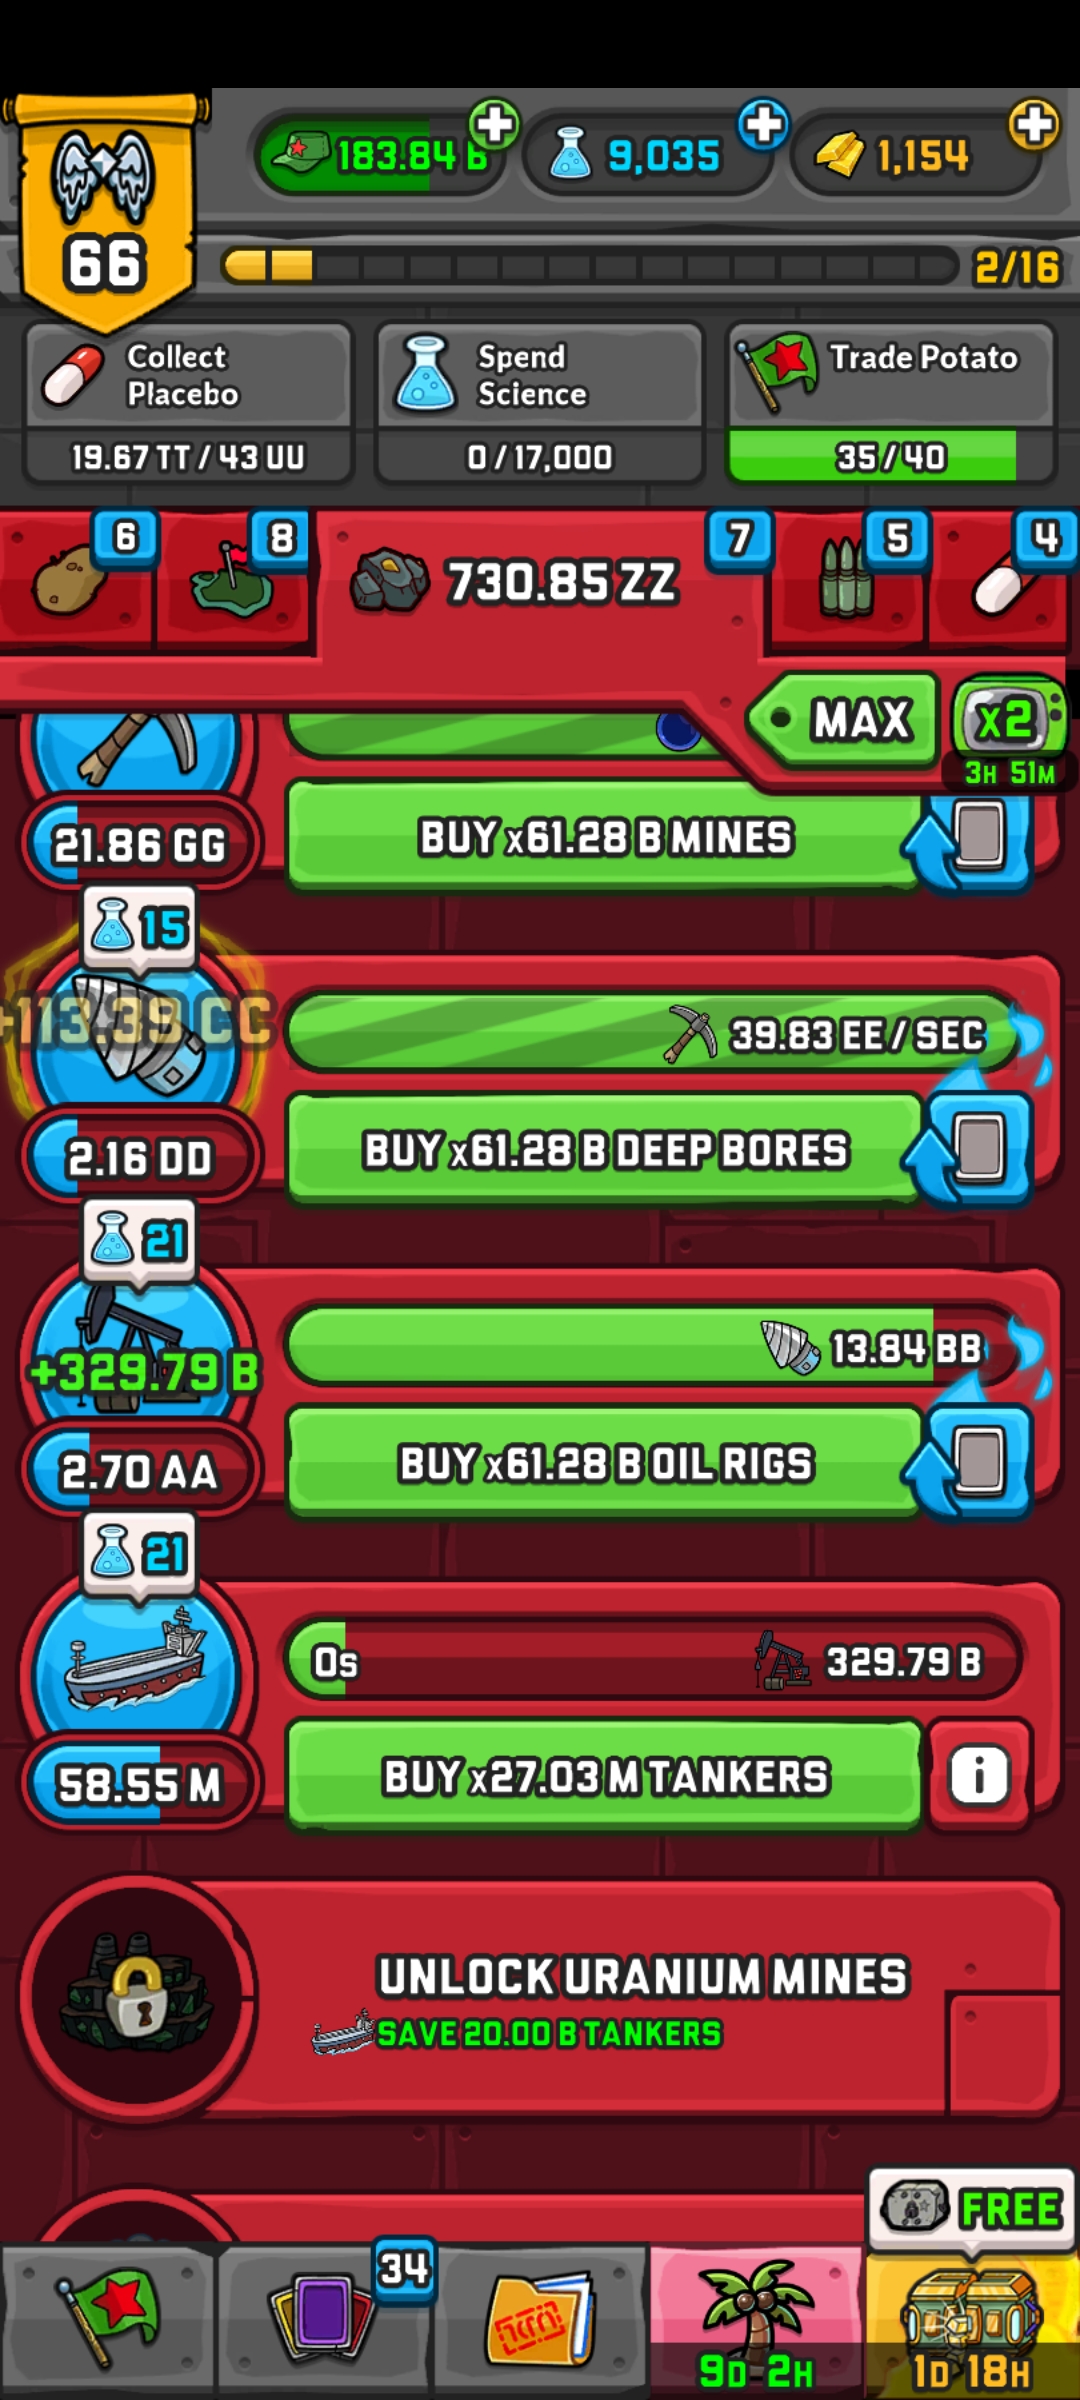 183.84 B
9,035
1,154
66
2/16
Collect
Placebo
19.67 TT / 43 UU
Spend
Science
0 / 17,000
Trade Potato
35 / 40
6
8
730.85 ZZ
7
5
4
MAX
x2
3H 51M
21.86 GG
BUY x61.28 B MINES
15
+113.39 CC
39.83 EE / SEC
2.16 DD
BUY x61.28 B DEEP BORES
21
+329.79 B
13.84 BB
2.70 AA
BUY x61.28 B OIL RIGS
21
0s
329.79 B
58.55 M
BUY x27.03 M TANKERS
i
UNLOCK URANIUM MINES
SAVE 20.00 B TANKERS
FREE
34
9D 2H
1D 18H